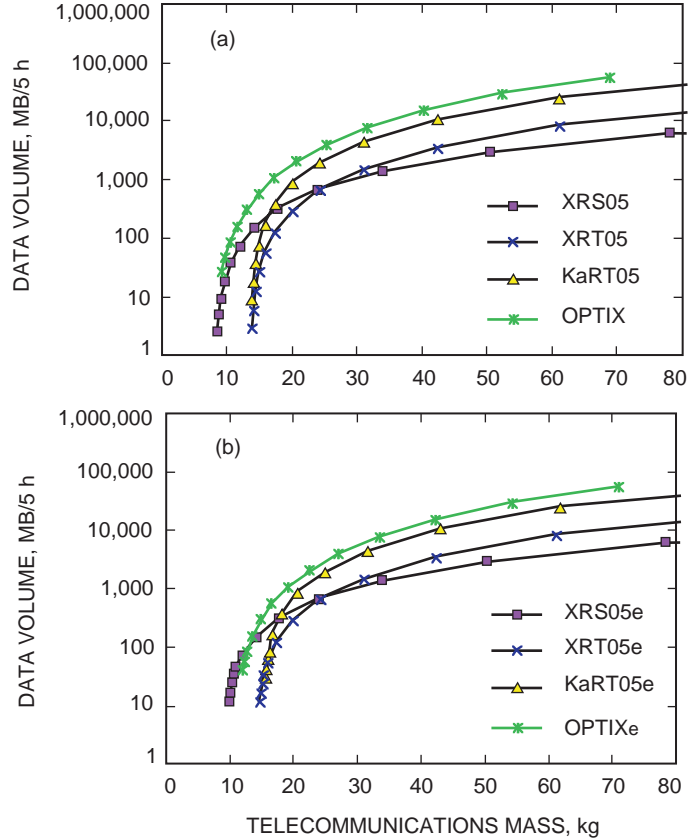 1,000,000
(a)
100,000
10,000
1,000
100
10
1
DATA VOLUME, MB/5 h
XRS05
XRT05
KaRT05
OPTIX
0 10 20 30 40 50 60 70 80
1,000,000
(b)
100,000
10,000
1,000
100
10
1
DATA VOLUME, MB/5 h
XRS05e
XRT05e
KaRT05e
OPTIXe
0 10 20 30 40 50 60 70 80
TELECOMMUNICATIONS MASS, kg